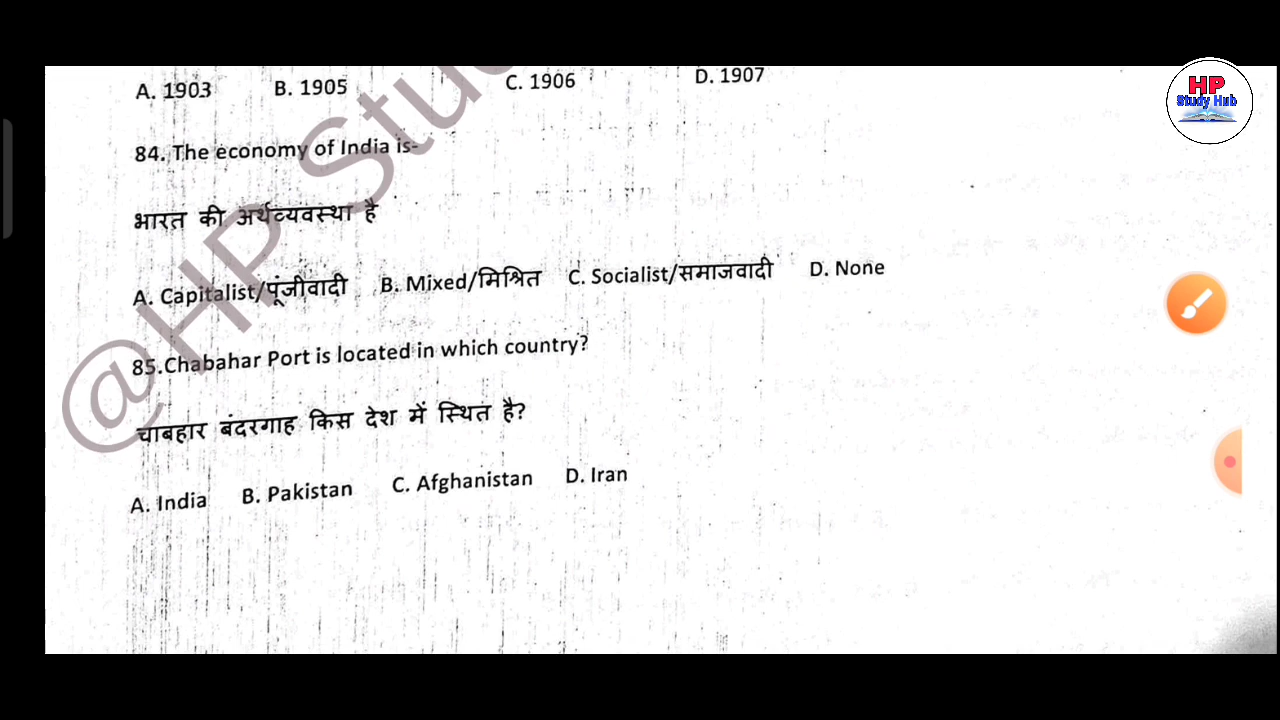 A. 1903 B. 1905 C. 1906 D. 1907
HP
Study Hub
84. The economy of India is-
भारत की अर्थव्यवस्था है
A. Capitalist/पूंजीवादी B. Mixed/मिश्रित C. Socialist/समाजवादी D. None
85.Chabahar Port is located in which country?
चाबहार बंदरगाह किस देश में स्थित है?
A. India B. Pakistan C. Afghanistan D. Iran
@HP Stu